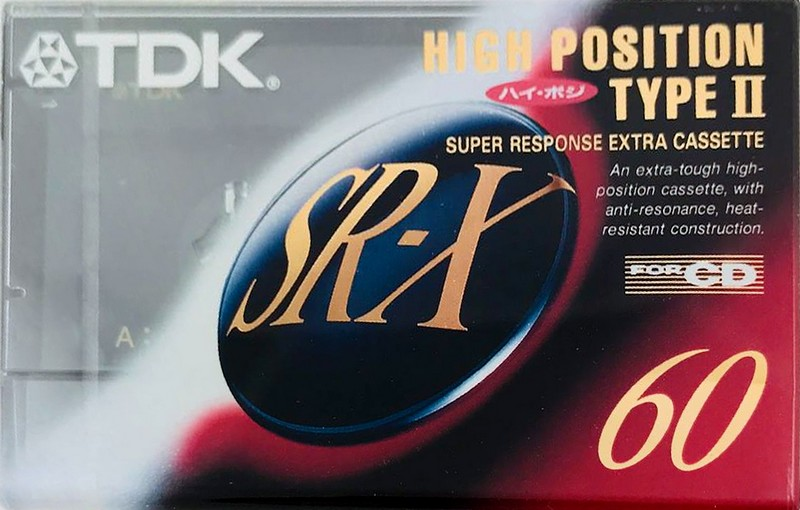 TDK®
HIGH POSITION
ハイ・ポジ TYPE II
SUPER RESPONSE EXTRA CASSETTE
An extra-tough high-
position cassette, with
anti-resonance, heat-
resistant construction.
FOR CD
SR-X
A:
60